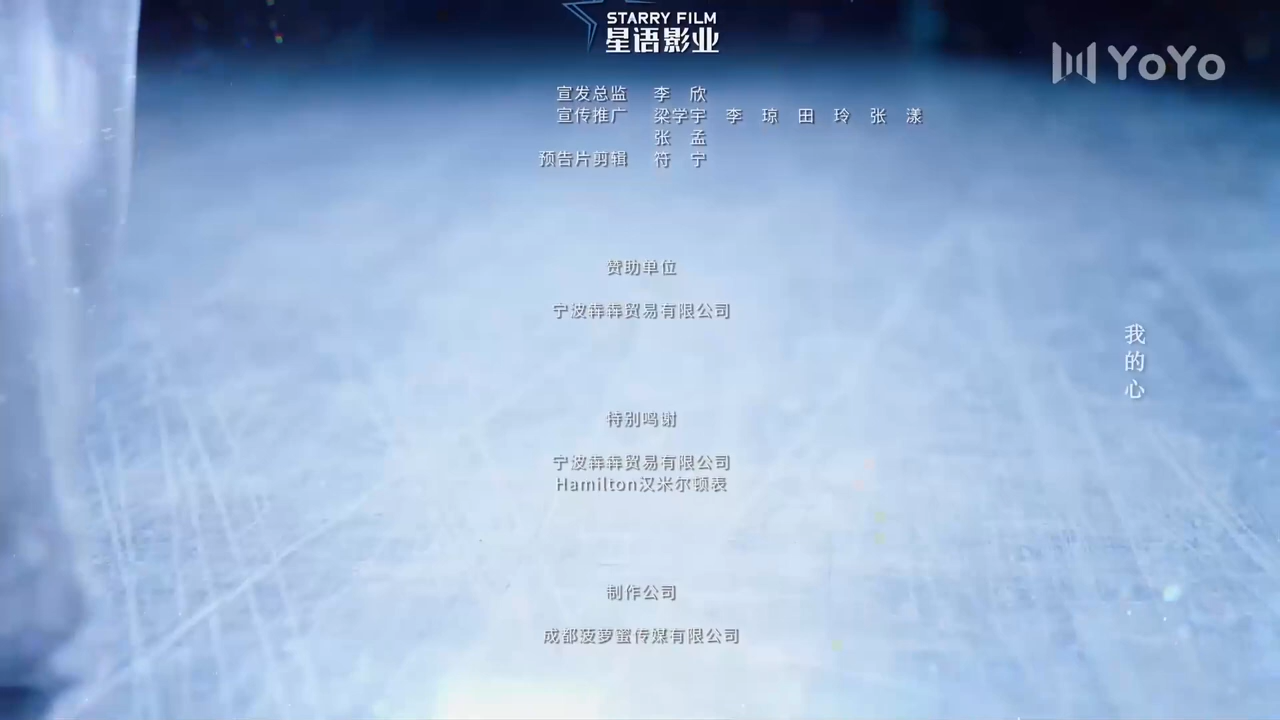 STARRY FILM
星语影业
YoYo
宣发总监 李 欣
宣传推广 梁学宇 李 琼 田 玲 张 漾
张 孟
预告片剪辑 符 宁
赞助单位
宁波犇犇贸易有限公司
我的心
特别鸣谢
宁波犇犇贸易有限公司
Hamilton汉米尔顿表
制作公司
成都菠萝蜜传媒有限公司